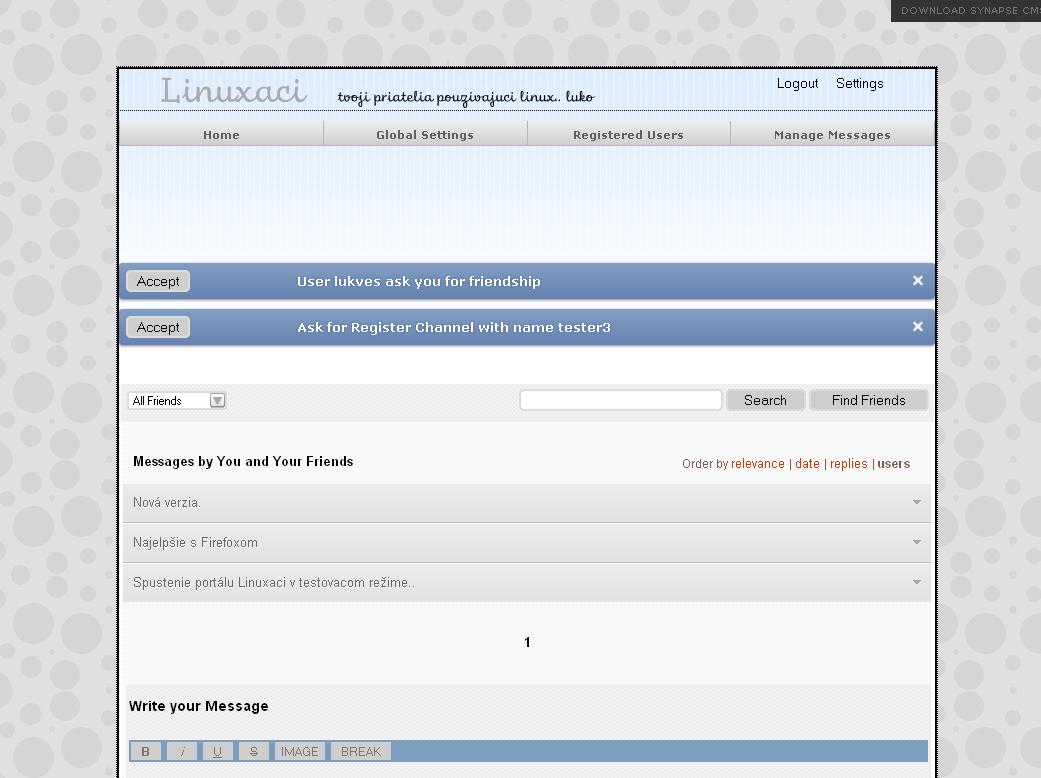 DOWNLOAD SYNAPSE CMS
Linuxaci tvoji priatelia pouzivajuci linux.. luko
Logout Settings
Home Global Settings Registered Users Manage Messages
Accept User lukves ask you for friendship ×
Accept Ask for Register Channel with name tester3 ×
All Friends Search Find Friends
Messages by You and Your Friends Order by relevance | date | replies | users
Nová verzia.
Najelpšie s Firefoxom
Spustenie portálu Linuxaci v testovacom režime..
1
Write your Message
B i U S IMAGE BREAK